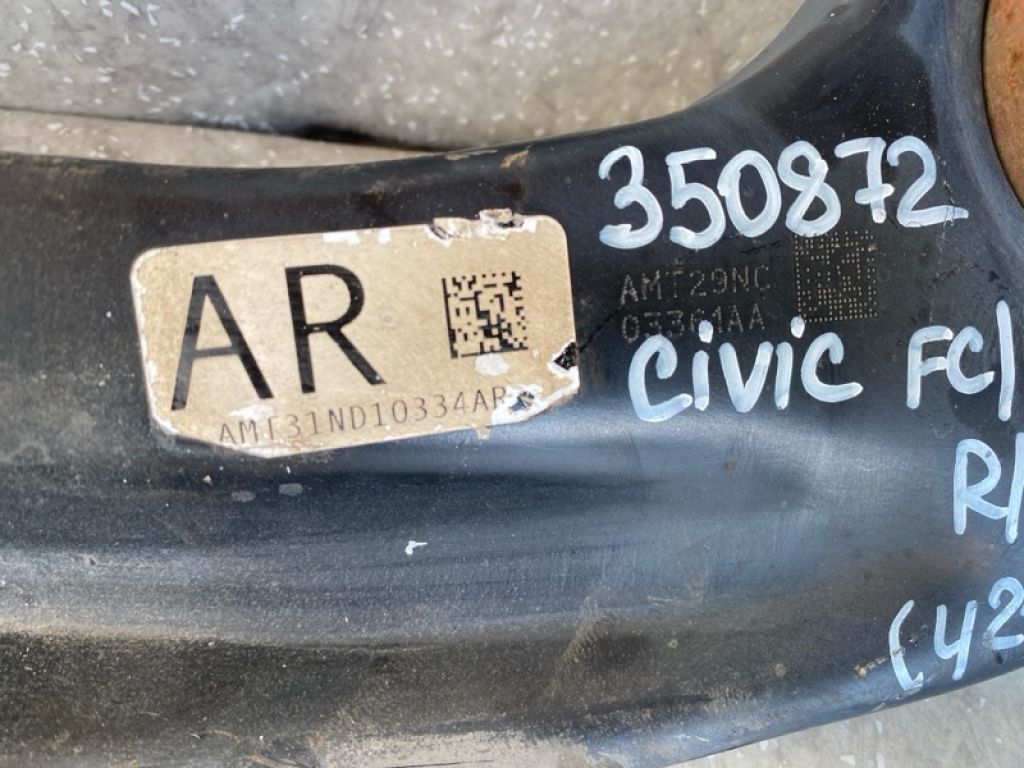 350872
AR
AMT31ND10334AR
AMT29NC
03361AA
CiViC FC/
R/
(42